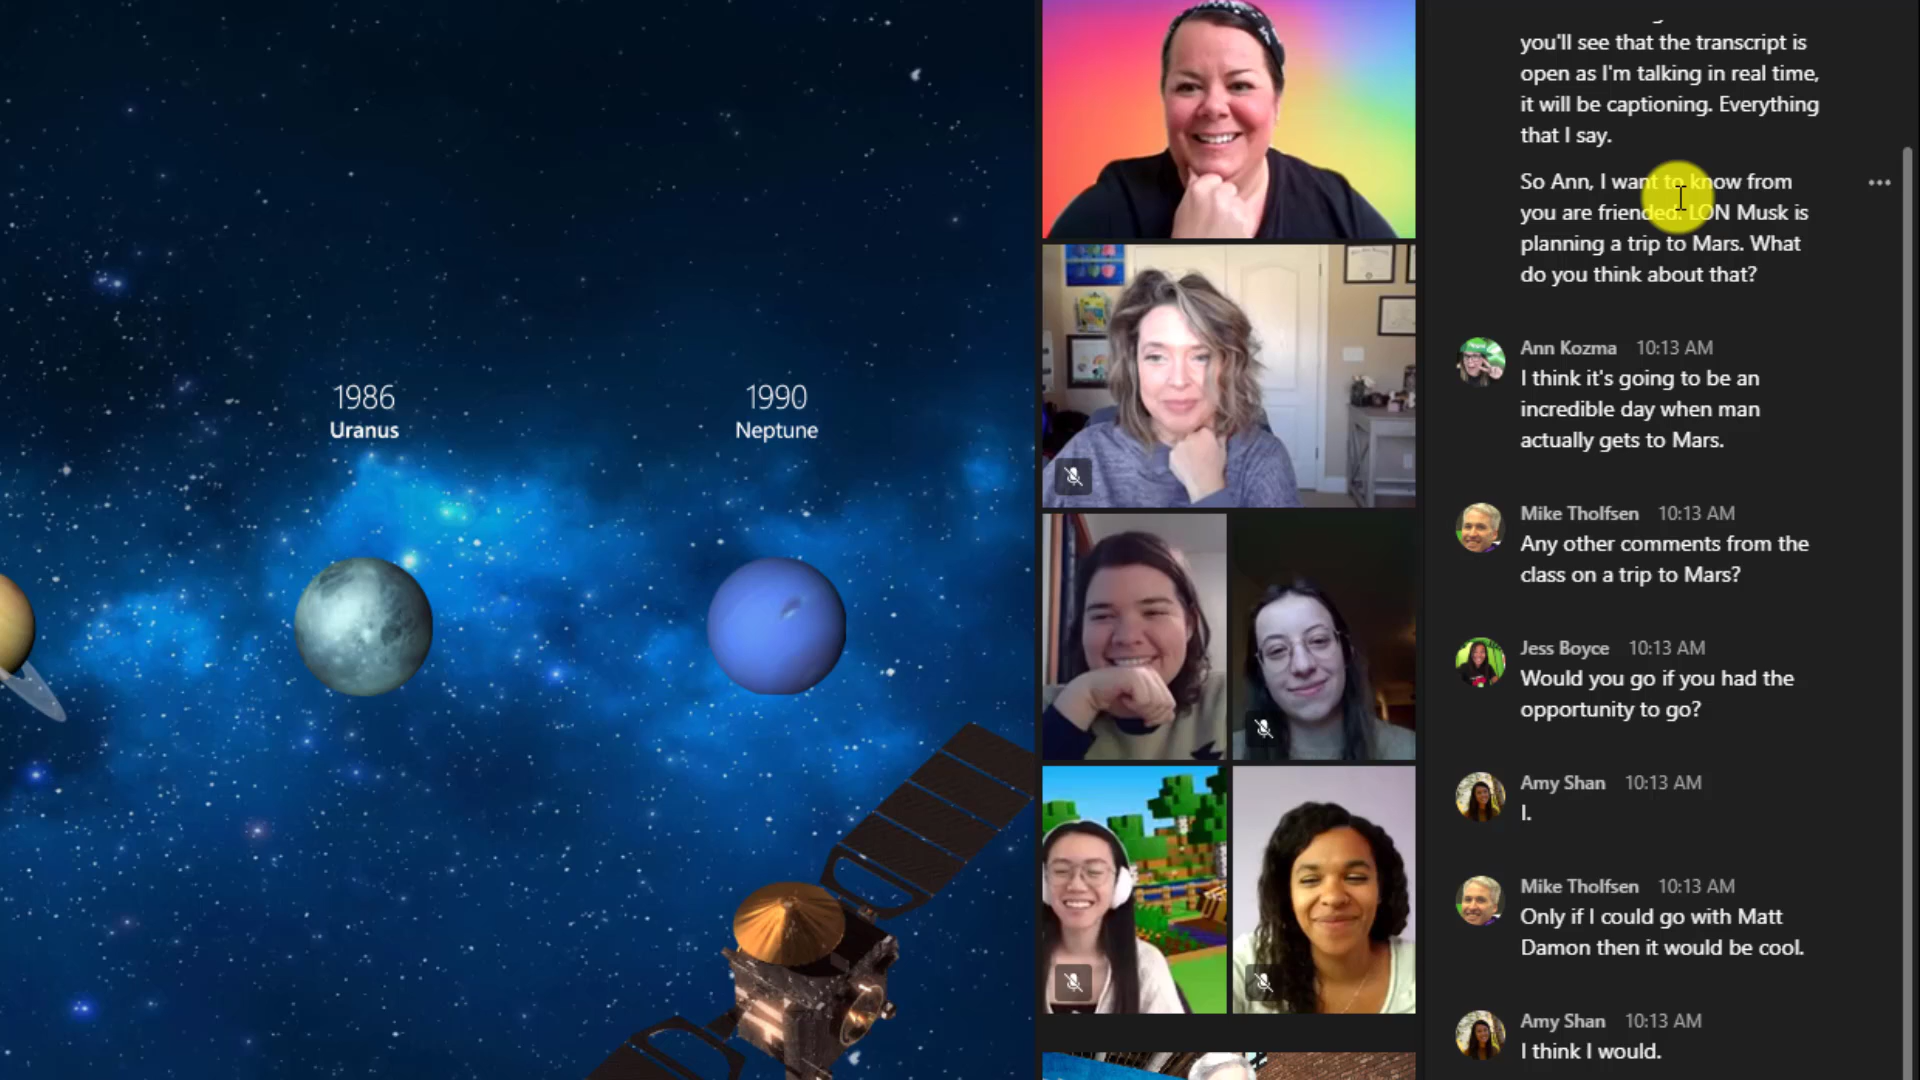 1986
Uranus
1990
Neptune
you'll see that the transcript is
open as I'm talking in real time,
it will be captioning. Everything
that I say.
So Ann, I want to know from
you are friended. LON Musk is
planning a trip to Mars. What
do you think about that?
Ann Kozma 10:13 AM
I think it's going to be an
incredible day when man
actually gets to Mars.
Mike Tholfsen 10:13 AM
Any other comments from the
class on a trip to Mars?
Jess Boyce 10:13 AM
Would you go if you had the
opportunity to go?
Amy Shan 10:13 AM
I.
Mike Tholfsen 10:13 AM
Only if I could go with Matt
Damon then it would be cool.
Amy Shan 10:13 AM
I think I would.